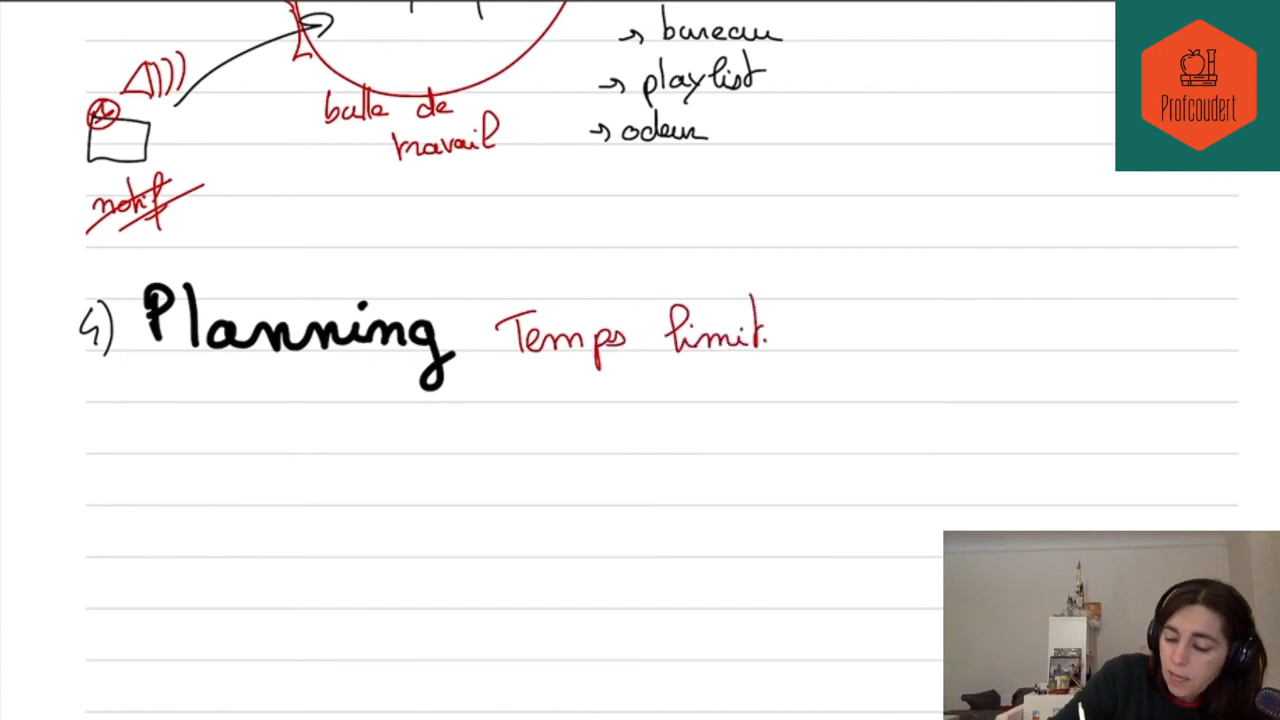 → bureau
→ playlist
→ odeur
bulle de
travail
notif
4) Planning Temps limit.
Profcoudert